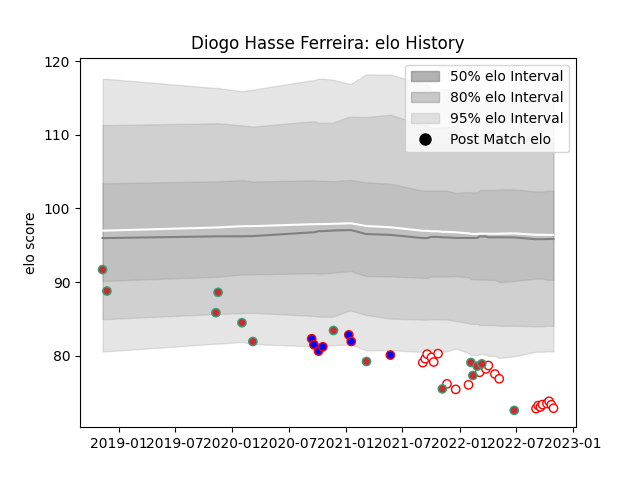 Diogo Hasse Ferreira: elo History
120
110
100
90
80
elo score
50% elo Interval
80% elo Interval
95% elo Interval
Post Match elo
2019-01
2019-07
2020-01
2020-07
2021-01
2021-07
2022-01
2022-07
2023-01